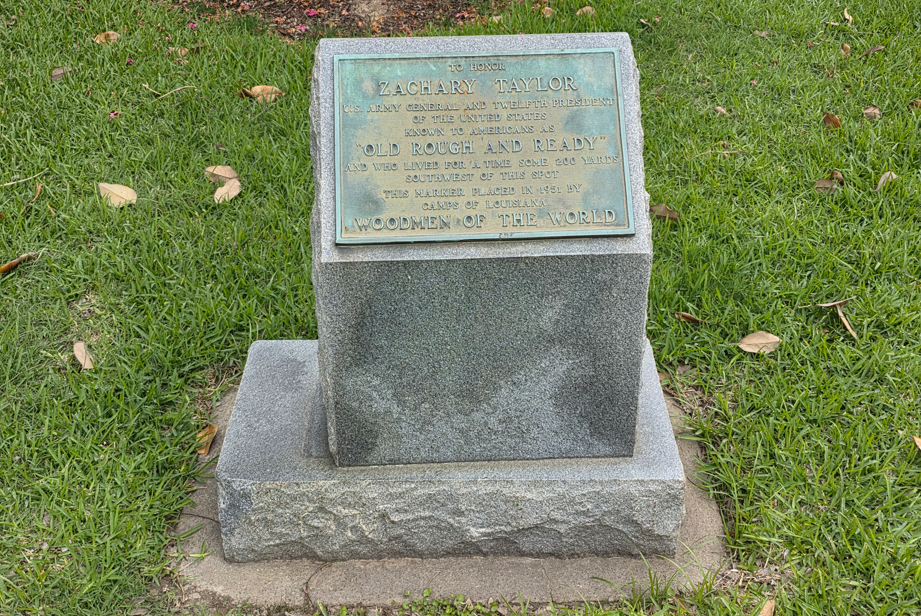 TO HONOR
ZACHARY TAYLOR
U.S. ARMY GENERAL AND TWELFTH PRESIDENT
OF THE UNITED STATES
KNOWN TO AMERICANS AS
"OLD ROUGH AND READY"
AND WHO LIVED FOR A TIME SOME 200 YARDS
SOUTHWEST OF THIS SPOT
THIS MARKER PLACED IN 1951 BY
CAMPS OF LOUISIANA
WOODMEN OF THE WORLD